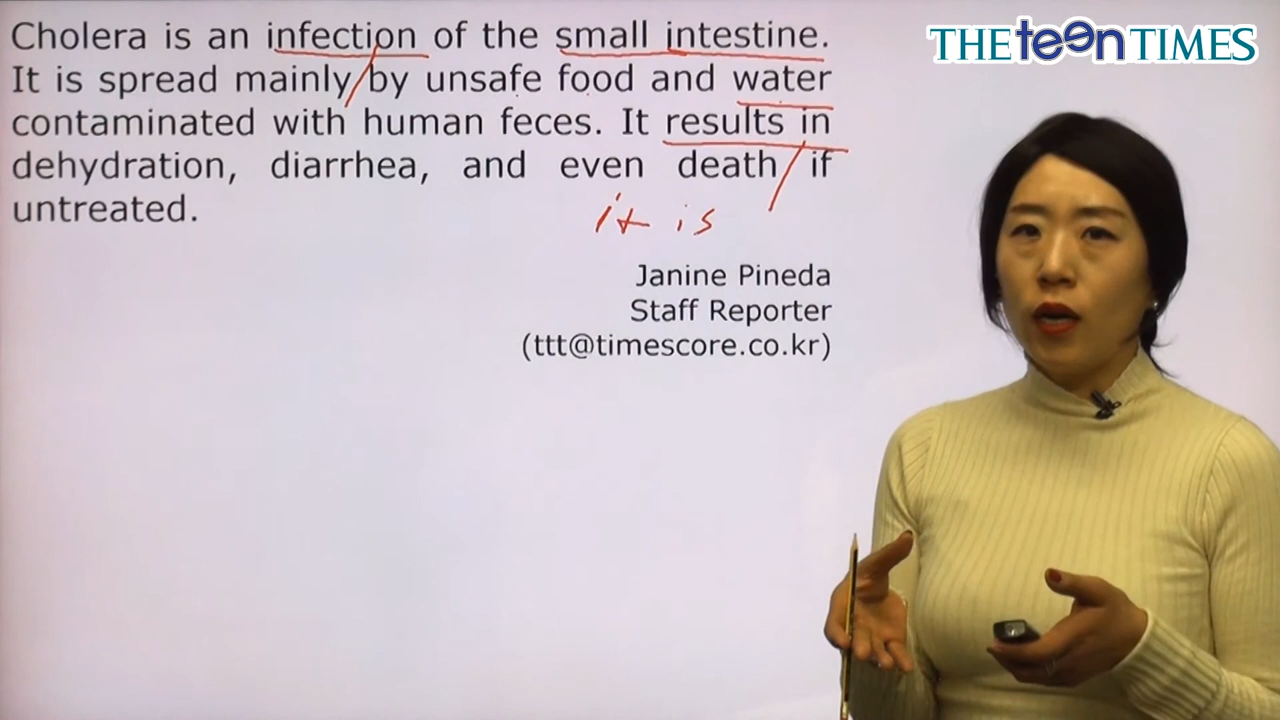 Cholera is an infection of the small intestine.
It is spread mainly by unsafe food and water
contaminated with human feces. It results in
dehydration, diarrhea, and even death if
untreated.
it is
Janine Pineda
Staff Reporter
(ttt@timescore.co.kr)
THE teen TIMES